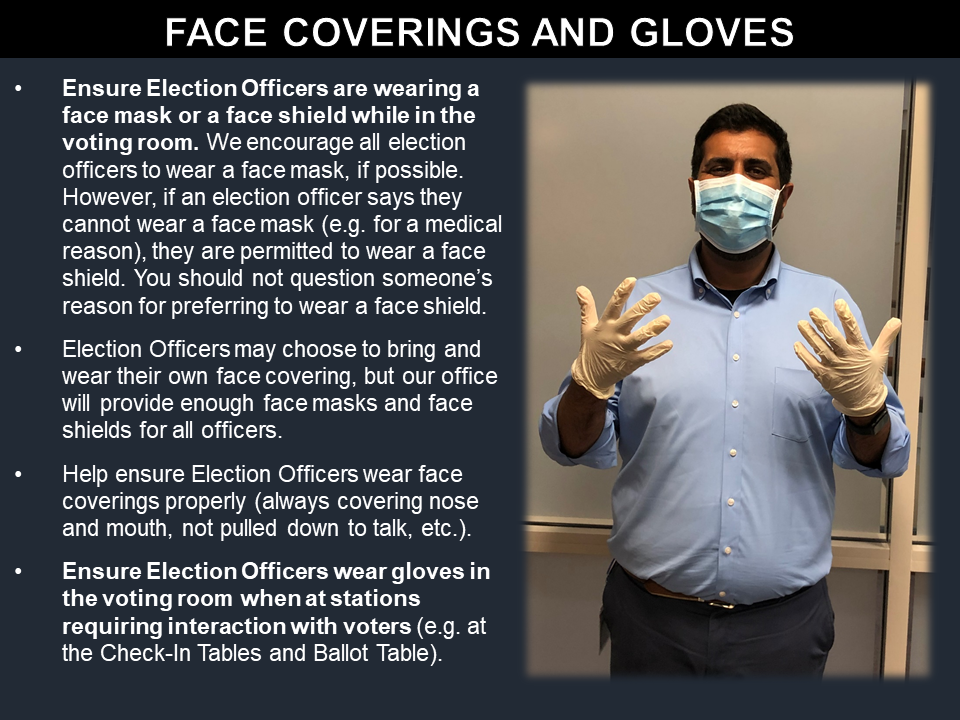 FACE COVERINGS AND GLOVES
• Ensure Election Officers are wearing a
face mask or a face shield while in the
voting room. We encourage all election
officers to wear a face mask, if possible.
However, if an election officer says they
cannot wear a face mask (e.g. for a medical
reason), they are permitted to wear a face
shield. You should not question someone’s
reason for preferring to wear a face shield.
• Election Officers may choose to bring and
wear their own face covering, but our office
will provide enough face masks and face
shields for all officers.
• Help ensure Election Officers wear face
coverings properly (always covering nose
and mouth, not pulled down to talk, etc.).
• Ensure Election Officers wear gloves in
the voting room when at stations
requiring interaction with voters (e.g. at
the Check-In Tables and Ballot Table).